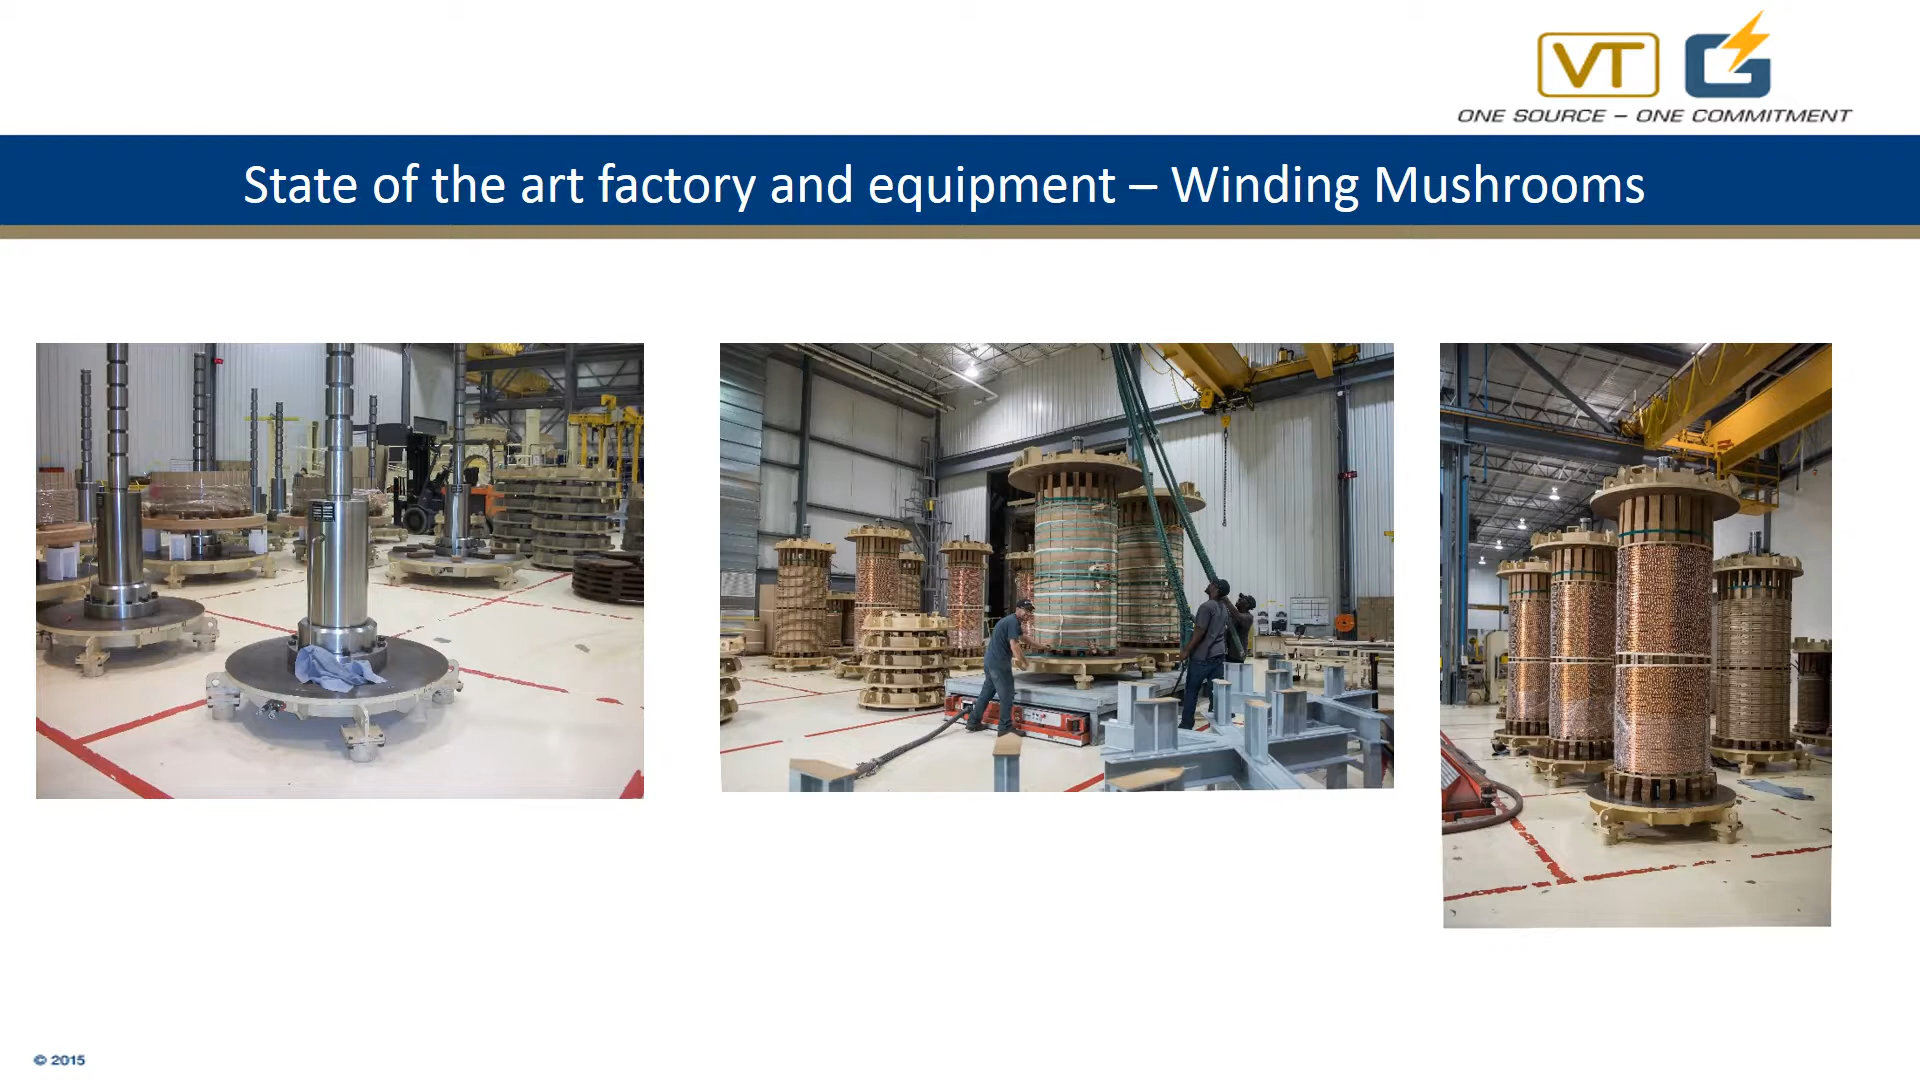 VT G
ONE SOURCE – ONE COMMITMENT
State of the art factory and equipment – Winding Mushrooms
© 2015